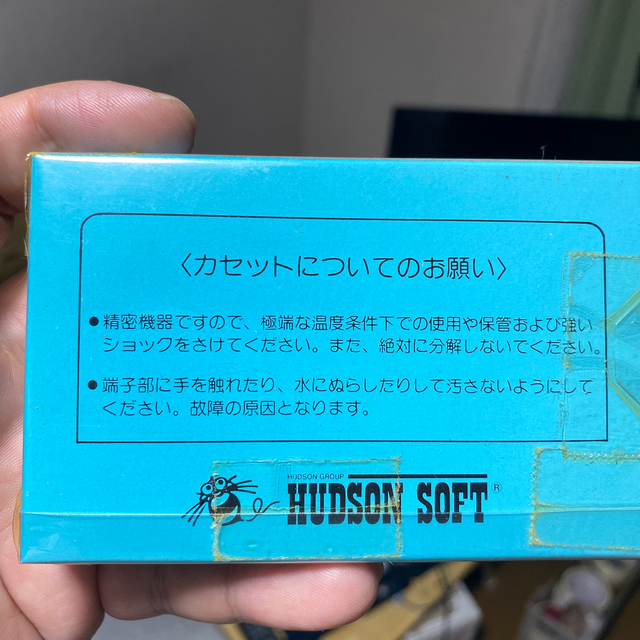 〈カセットについてのお願い〉
●精密機器ですので、極端な温度条件下での使用や保管および強い
ショックをさけてください。また、絶対に分解しないでください。
●端子部に手を触れたり、水にぬらしたりして汚さないようにして
ください。故障の原因となります。
HUDSON GROUP
HUDSON SOFT®